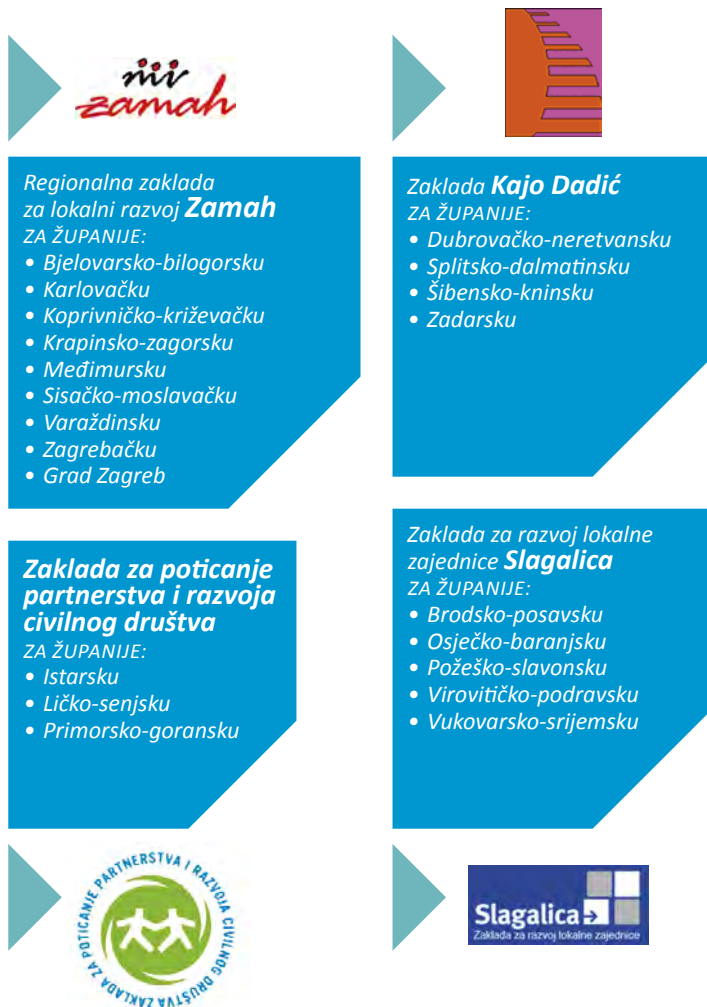 mi
zamah
Regionalna zaklada
za lokalni razvoj Zamah
ZA ŽUPANIJE:
• Bjelovarsko-bilogorsku
• Karlovačku
• Koprivničko-križevačku
• Krapinsko-zagorsku
• Međimursku
• Sisačko-moslavačku
• Varaždinsku
• Zagrebačku
• Grad Zagreb
Zaklada Kajo Dadić
ZA ŽUPANIJE:
• Dubrovačko-neretvansku
• Splitsko-dalmatinsku
• Šibensko-kninsku
• Zadarsku
Zaklada za poticanje
partnerstva i razvoja
civilnog društva
ZA ŽUPANIJE:
• Istarsku
• Ličko-senjsku
• Primorsko-goransku
ZAKLADA ZA POTICANJE PARTNERSTVA I RAZVOJA CIVILNOG DRUŠTVA
Zaklada za razvoj lokalne
zajednice Slagalica
ZA ŽUPANIJE:
• Brodsko-posavsku
• Osječko-baranjsku
• Požeško-slavonsku
• Virovitičko-podravsku
• Vukovarsko-srijemsku
Slagalica
Zaklada za razvoj lokalne zajednice